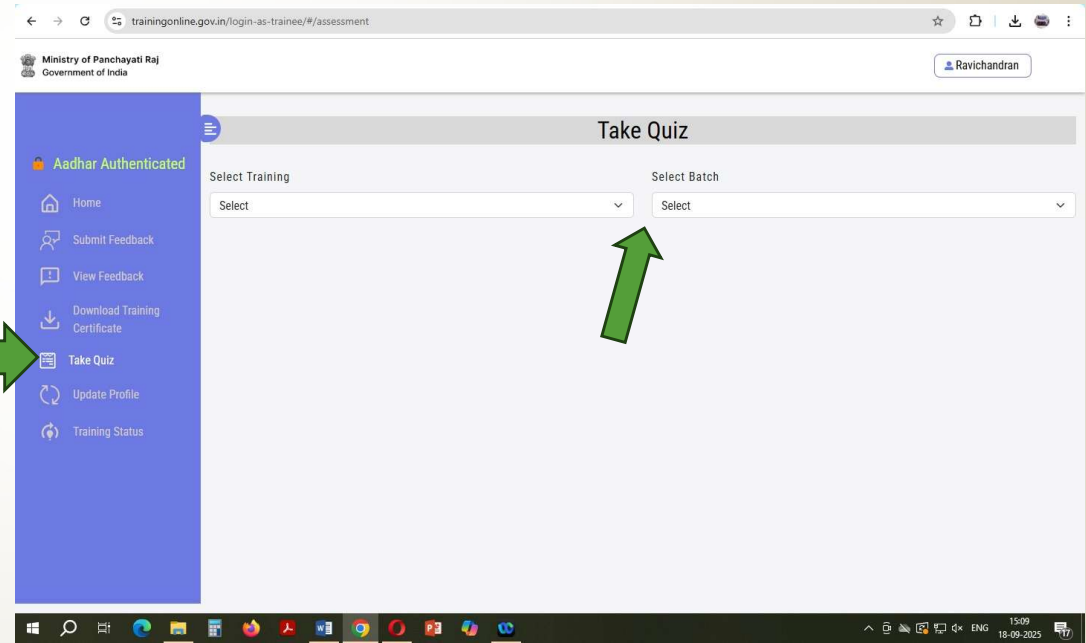 trainingonline.gov.in/login-as-trainee/#/assessment
Ministry of Panchayati Raj
Government of India
Ravichandran
Take Quiz
Aadhar Authenticated
Select Training
Select Batch
Select
Select
Home
Submit Feedback
View Feedback
Download Training
Certificate
Take Quiz
Update Profile
Training Status
ENG
15:09
18-09-2025
17